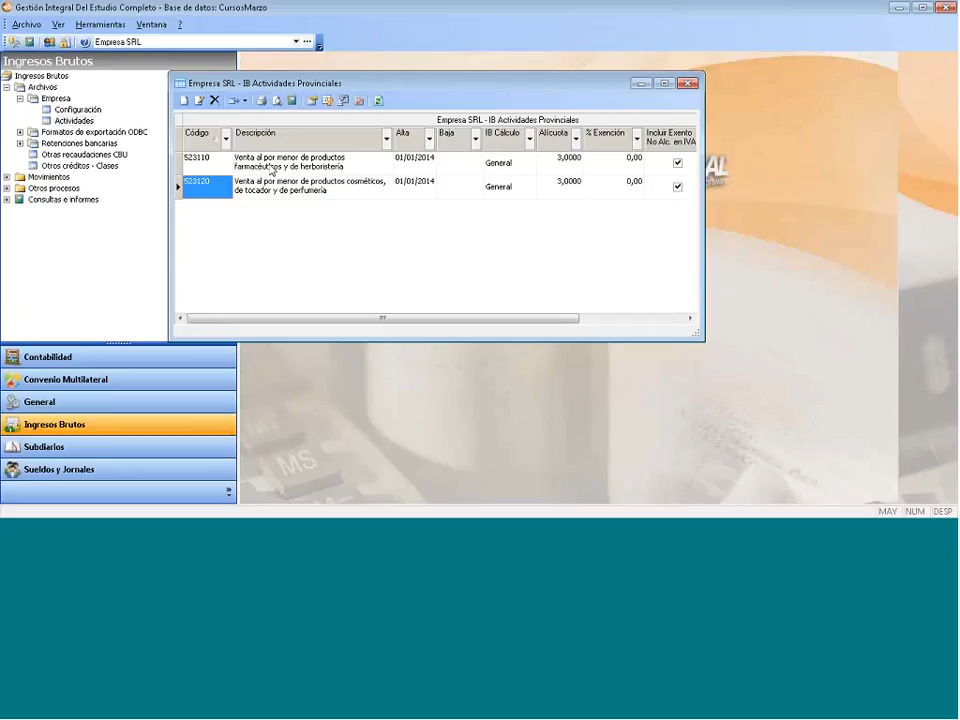 Gestión Integral Del Estudio Completo - Base de datos: CursosMarzo
Archivo Ver Herramientas Ventana ?
Empresa SRL
Ingresos Brutos
Ingresos Brutos
Archivos
Empresa
Configuración
Actividades
Formatos de exportación ODBC
Retenciones bancarias
Otras recaudaciones CBU
Otros créditos - Clases
Movimientos
Otros procesos
Consultas e informes
Contabilidad
Convenio Multilateral
General
Ingresos Brutos
Subdiarios
Sueldos y Jornales
Empresa SRL - IB Actividades Provinciales
Empresa SRL - IB Actividades Provinciales
Código Descripción Alta Baja IB Cálculo Alícuota % Exención Incluir Exento
No Alc. en IVA
523110 Venta al por menor de productos
farmacéuticos y de herboristería 01/01/2014 General 3,0000 0,00
523120 Venta al por menor de productos cosméticos,
de tocador y de perfumería 01/01/2014 General 3,0000 0,00
AL
MS
MAY NUM DESP